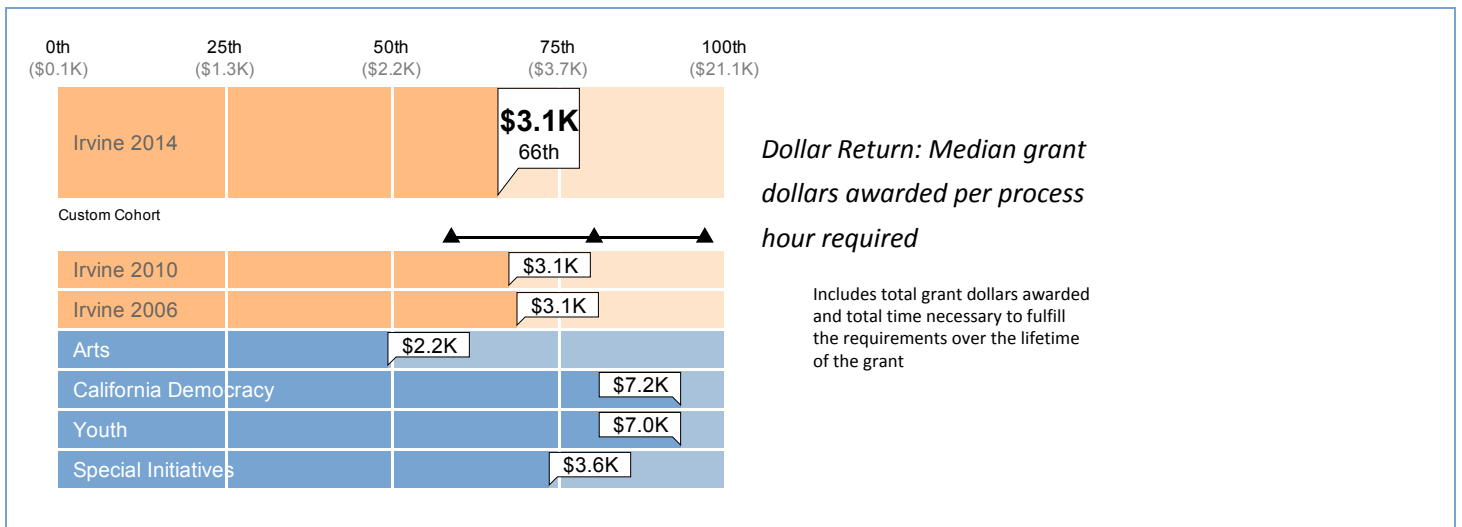 0th 25th 50th 75th 100th
($0.1K) ($1.3K) ($2.2K) ($3.7K) ($21.1K)
Irvine 2014
$3.1K
66th
Custom Cohort
Irvine 2010 $3.1K
Irvine 2006 $3.1K
Arts $2.2K
California Democracy $7.2K
Youth $7.0K
Special Initiatives $3.6K
Dollar Return: Median grant
dollars awarded per process
hour required
Includes total grant dollars awarded
and total time necessary to fulfill
the requirements over the lifetime
of the grant